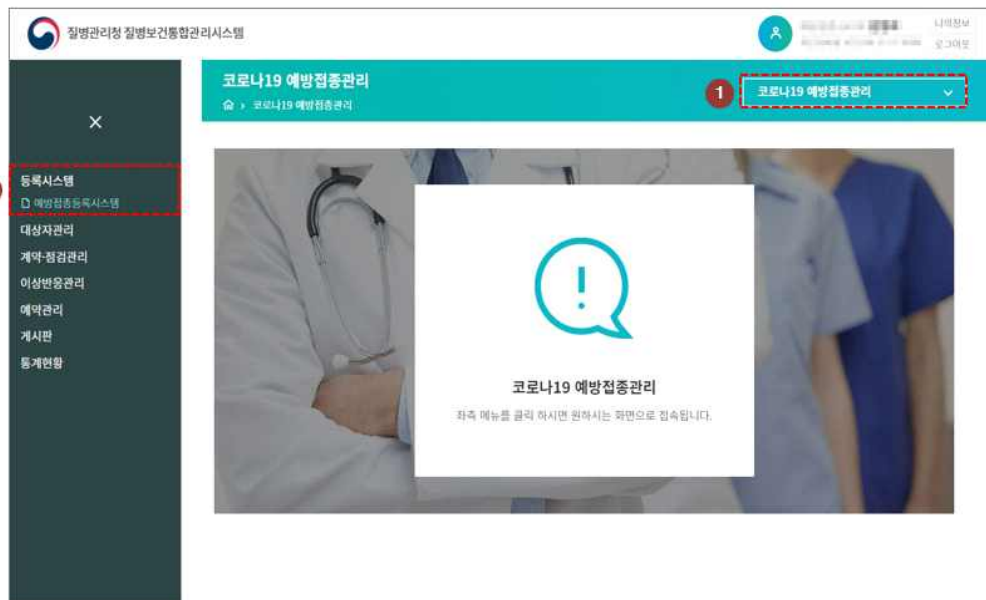 질병관리청 질병보건통합관리시스템
나의정보
로그아웃
코로나19 예방접종관리
코로나19 예방접종관리
1
코로나19 예방접종관리
등록시스템
예방접종등록시스템
대상자관리
계약·점검관리
이상반응관리
예약관리
게시판
통계현황
코로나19 예방접종관리
좌측 메뉴를 클릭 하시면 원하시는 화면으로 접속됩니다.